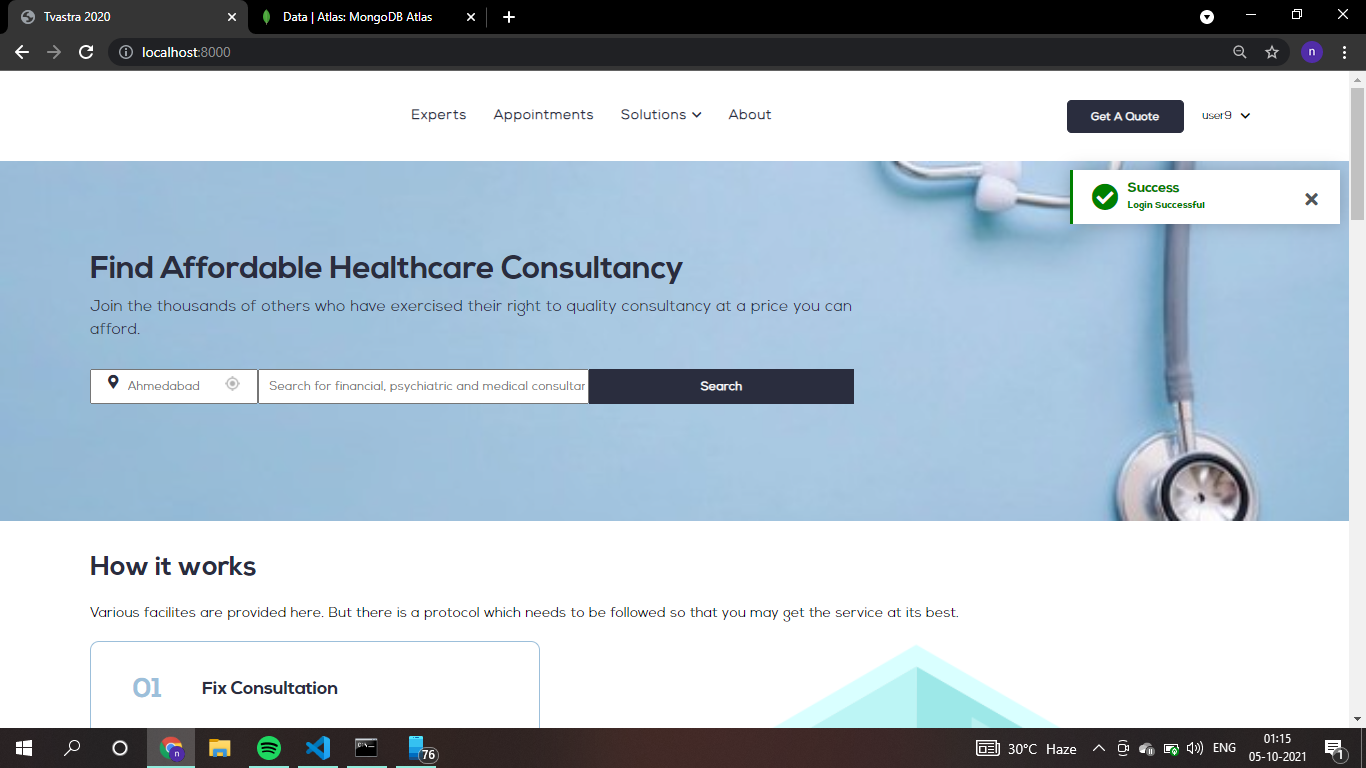 Tvastra 2020
Data | Atlas: MongoDB Atlas
localhost:8000
n
Experts
Appointments
Solutions
About
Get A Quote
user9
Success
Login Successful
Find Affordable Healthcare Consultancy
Join the thousands of others who have exercised their right to quality consultancy at a price you can
afford.
Ahmedabad
Search for financial, psychiatric and medical consultan
Search
How it works
Various facilites are provided here. But there is a protocol which needs to be followed so that you may get the service at its best.
01
Fix Consultation
n
76
30°C Haze
ENG
01:15
05-10-2021
1